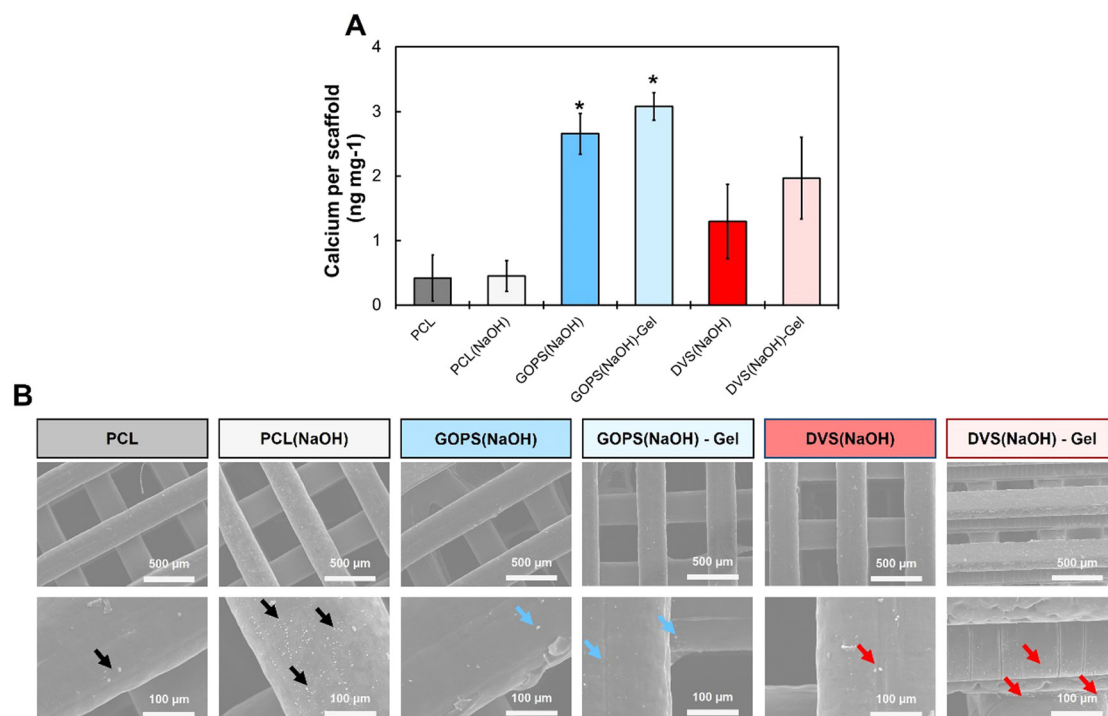 A
Calcium per scaffold
(ng mg-1)
4
3
2
1
0
*
*
PCL
PCL(NaOH)
GOPS(NaOH)
GOPS(NaOH)-Gel
DVS(NaOH)
DVS(NaOH)-Gel
B
PCL
PCL(NaOH)
GOPS(NaOH)
GOPS(NaOH) - Gel
DVS(NaOH)
DVS(NaOH) - Gel
500 µm
500 µm
500 µm
500 µm
500 µm
500 µm
100 µm
100 µm
100 µm
100 µm
100 µm
100 µm